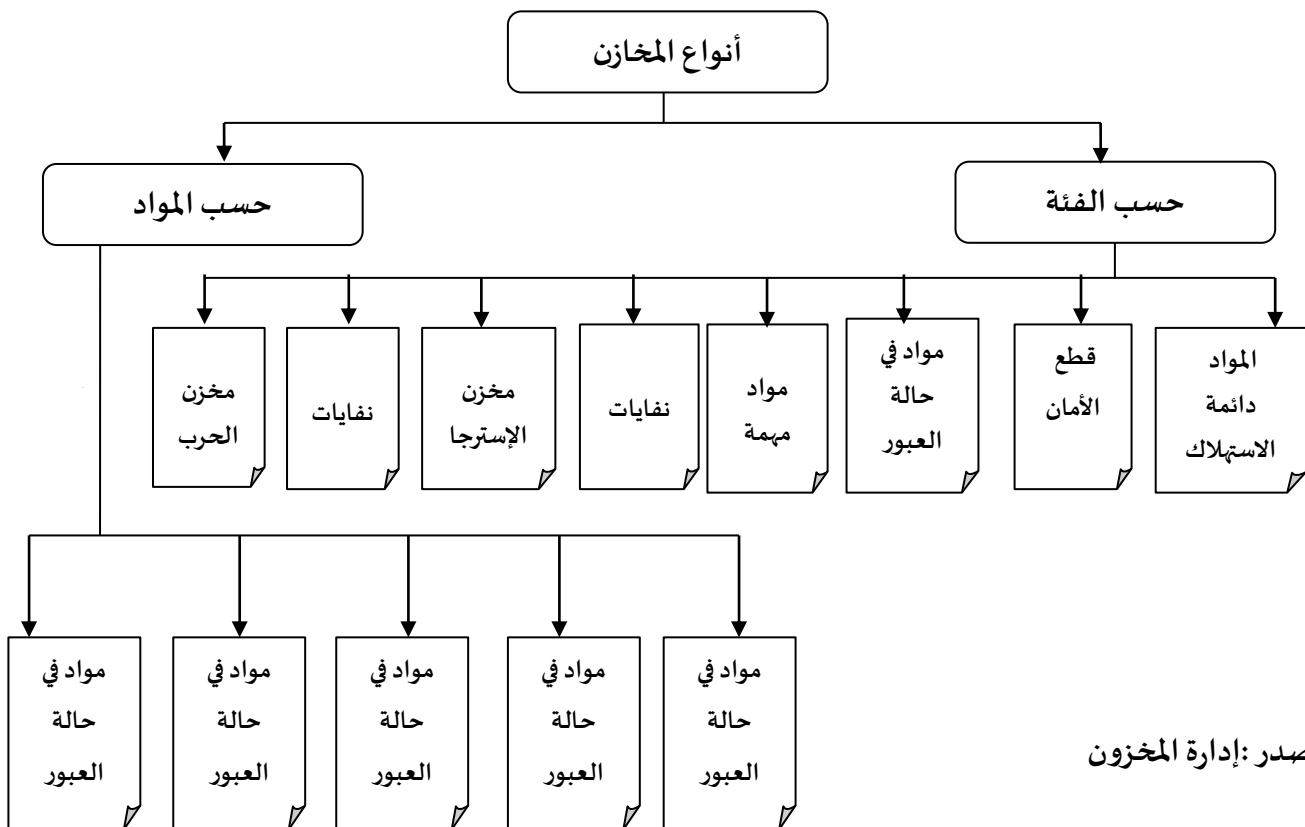 أنواع المخازن
حسب الفئة
حسب المواد
المواد
دائمة
الاستهلاك
قطع
الأمان
مواد في
حالة
العبور
مواد
مهمة
نفايات
مخزن
الإسترجا
نفايات
مخزن
الحرب
مواد في
حالة
العبور
مواد في
حالة
العبور
مواد في
حالة
العبور
مواد في
حالة
العبور
مواد في
حالة
العبور
صدر :إدارة المخزون